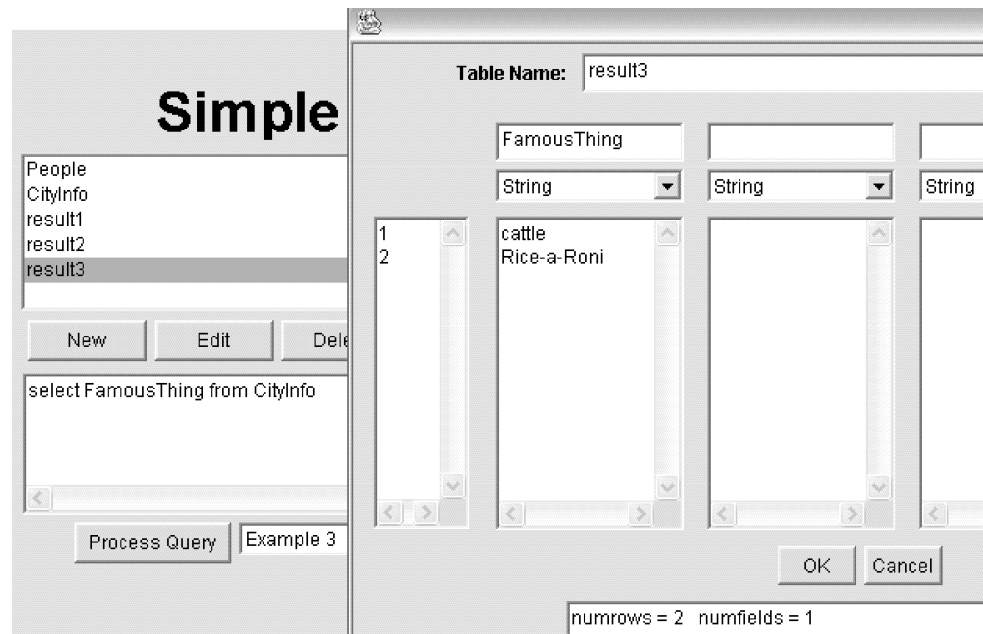 Simple
People
CityInfo
result1
result2
result3
New Edit Dele
select FamousThing from CityInfo
Process Query Example 3
Table Name: result3
FamousThing
String String String
1 cattle
2 Rice-a-Roni
OK Cancel
numrows = 2 numfields = 1